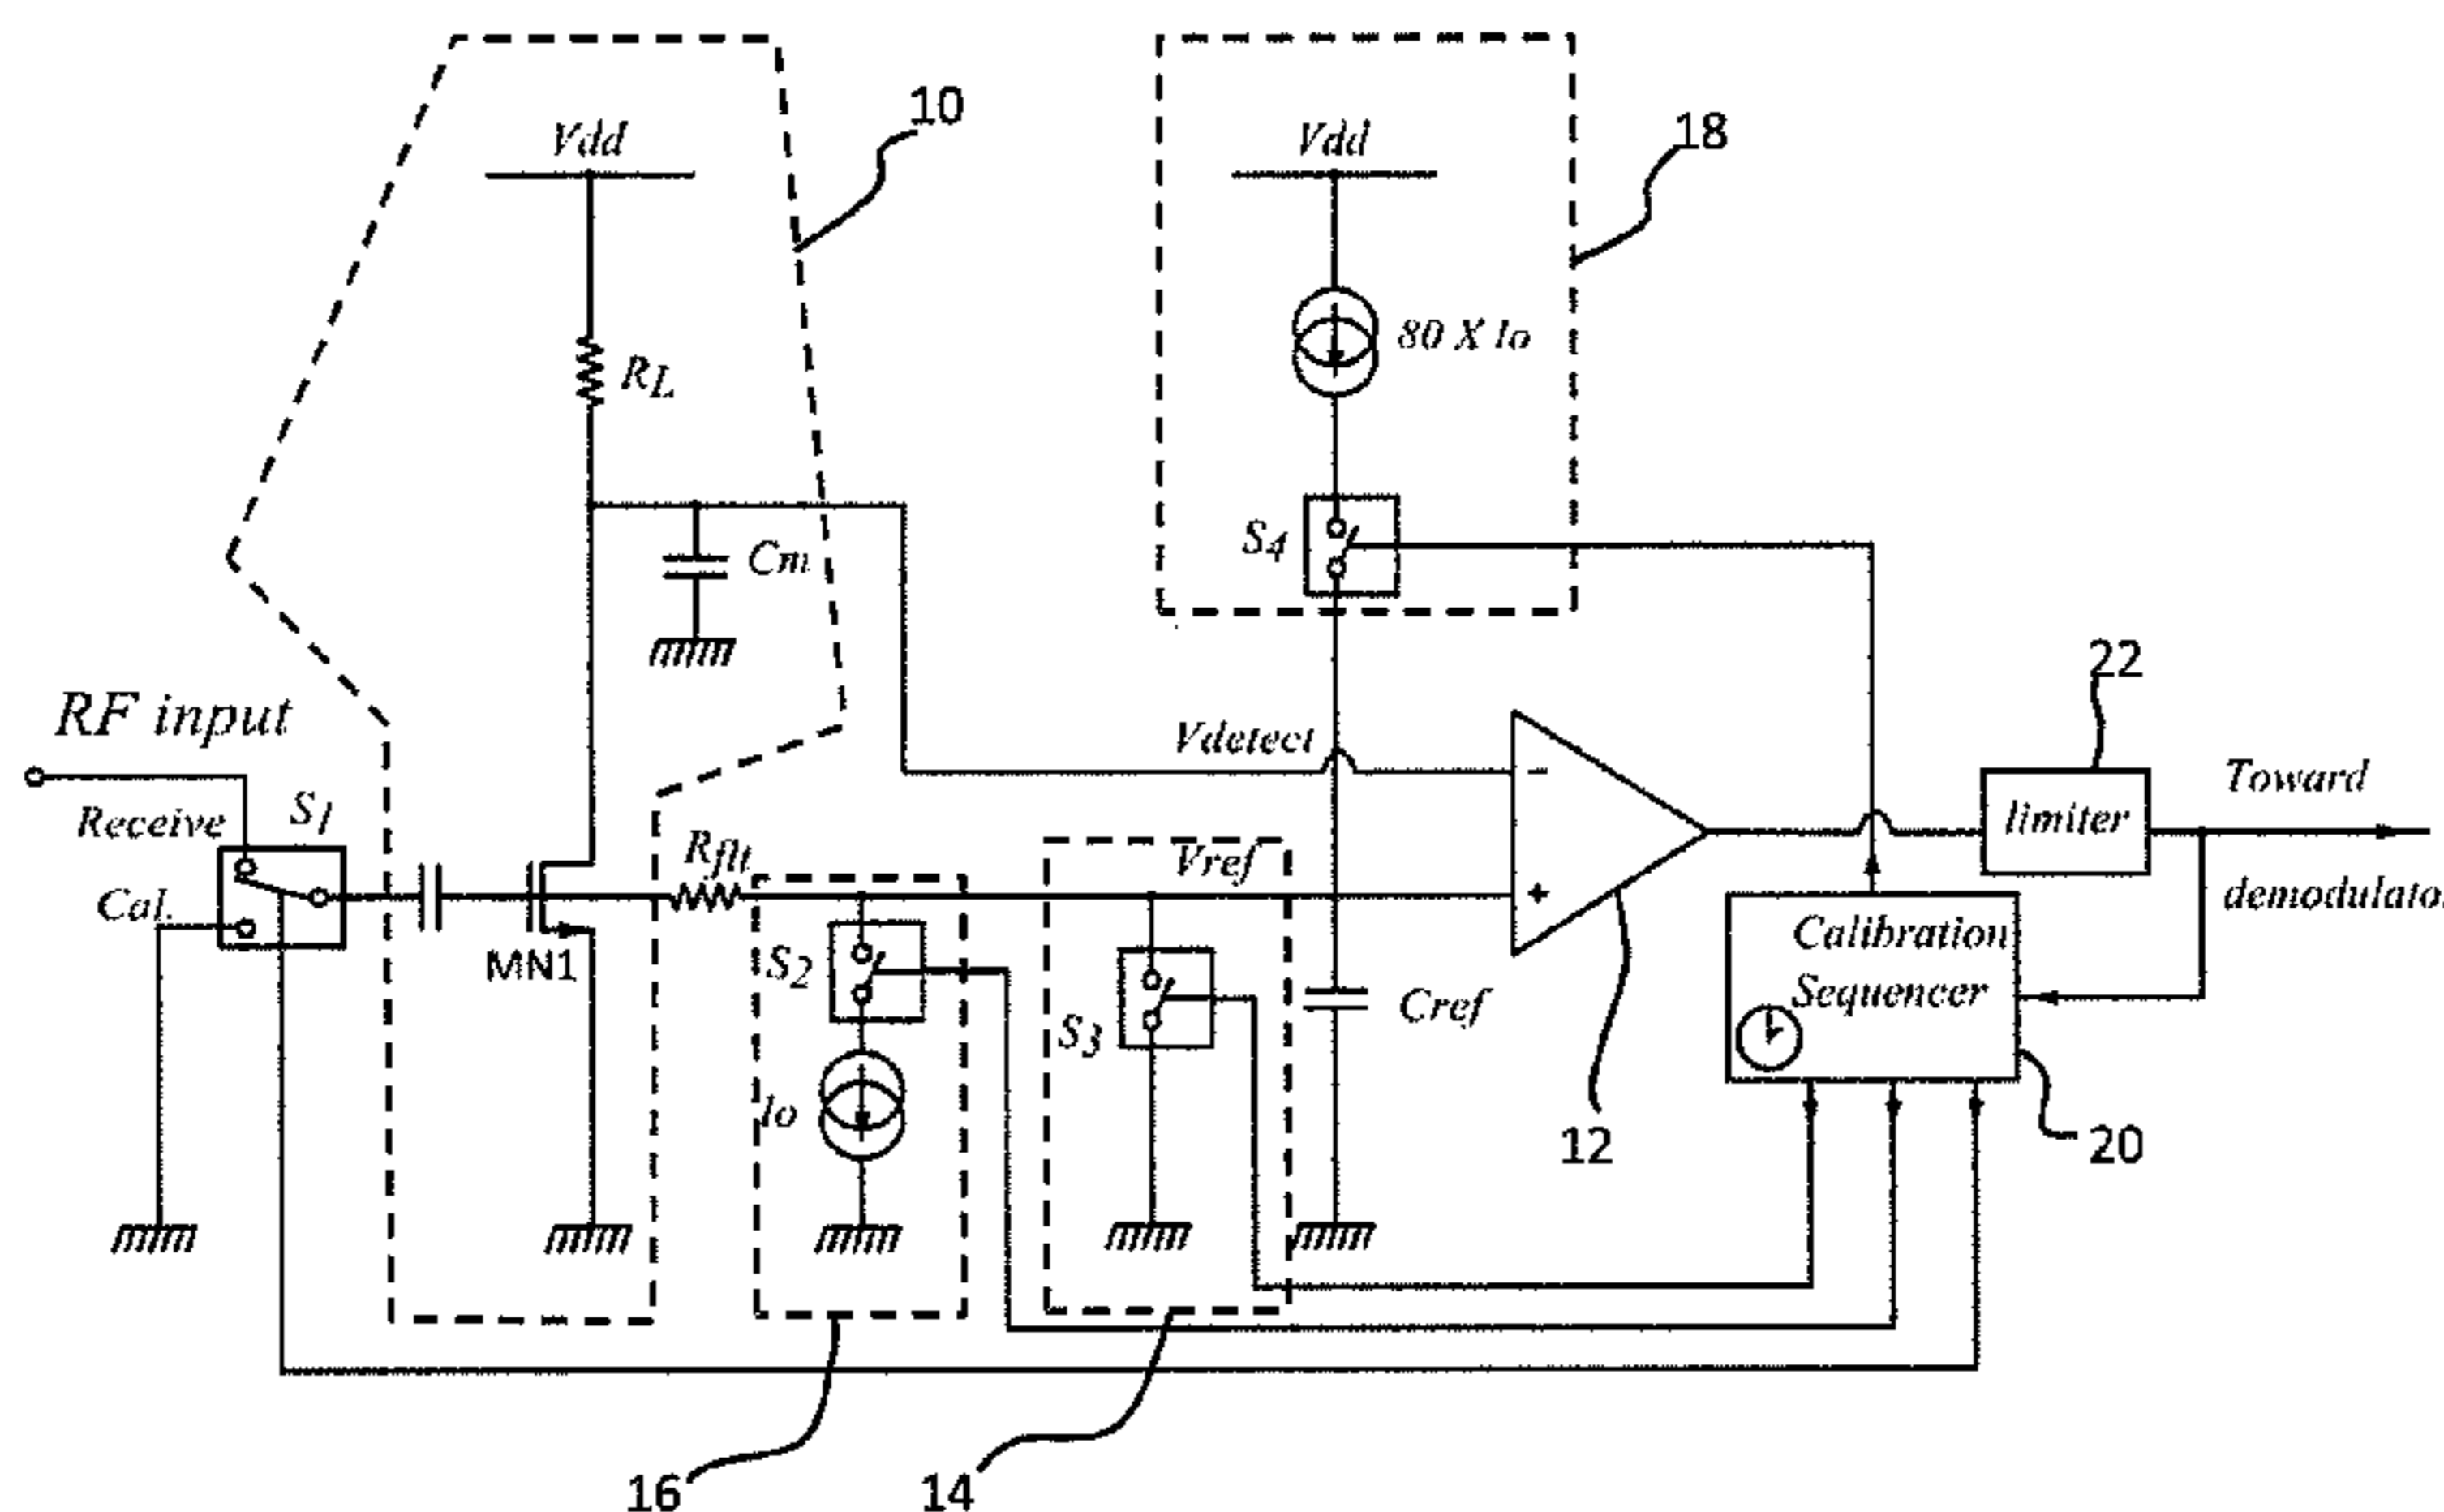 10
Vdd
Vdd
18
80 X Io
RL
S4
Cm
22
RF input
Vdetect
−
Toward
S1
Receive
limiter
Rflt
Vref
Cal.
+
demodulato.
Calibration
Sequencer
MN1
S2
Cref
S3
Io
12
20
16
14